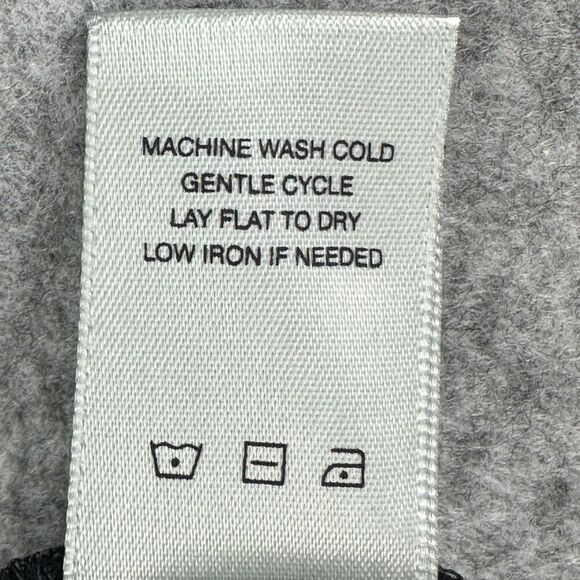 MACHINE WASH COLD
GENTLE CYCLE
LAY FLAT TO DRY
LOW IRON IF NEEDED